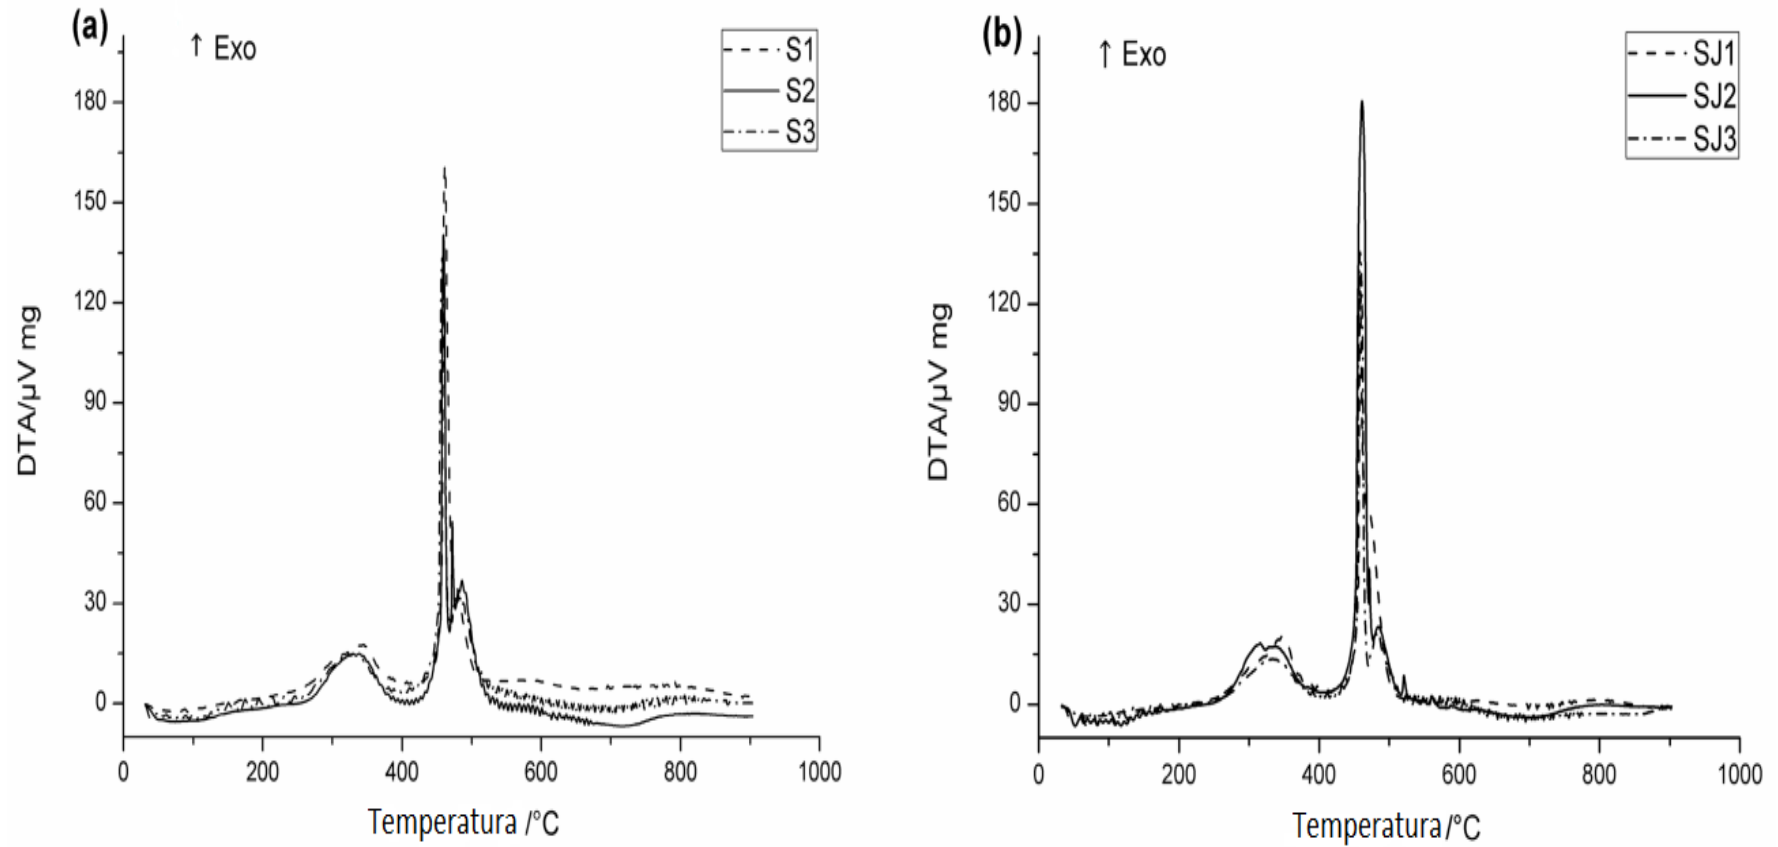 (a)
↑ Exo
S1
S2
S3
180
150
120
90
60
30
0
DTA/µV mg
0 200 400 600 800 1000
Temperatura /°C
(b)
↑ Exo
SJ1
SJ2
SJ3
180
150
120
90
60
30
0
DTA/µV mg
0 200 400 600 800 1000
Temperatura/°C